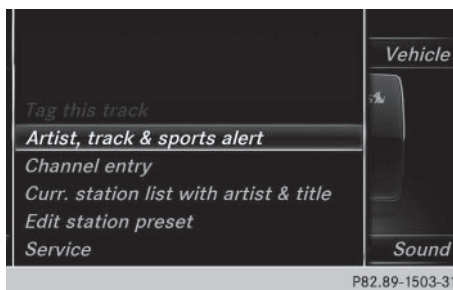 Vehicle
Tag this track
Artist, track & sports alert
Channel entry
Curr. station list with artist & title
Edit station preset
Service
Sound
P82.89-1503-31